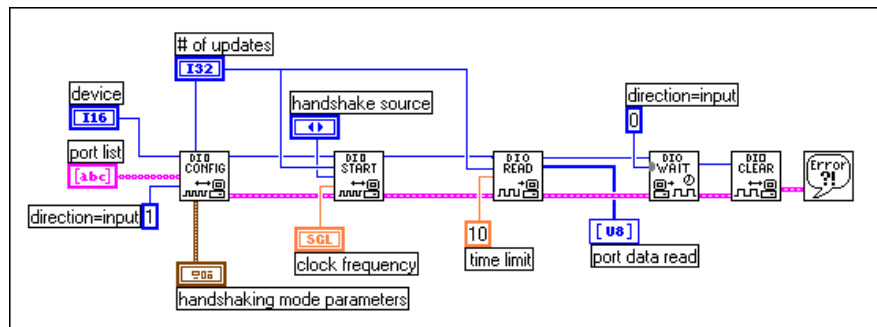 # of updates
I32
device
I16
handshake source
direction=input
0
port list
[abc]
DIO
CONFIG
DIO
START
DIO
READ
DIO
WAIT
DIO
CLEAR
Error
?!
direction=input
1
SGL
10
[U8]
clock frequency
time limit
port data read
handshaking mode parameters